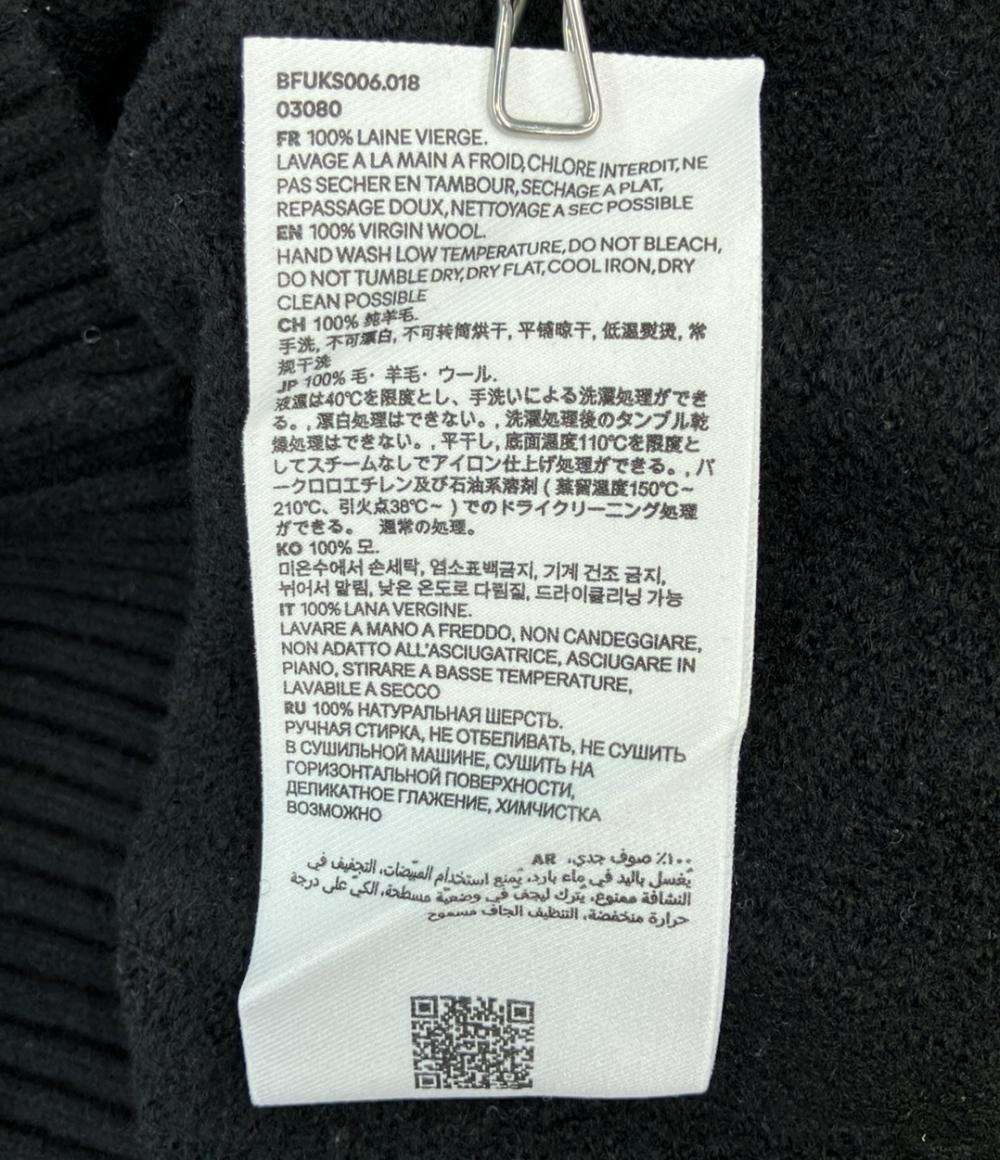 BFUKS006.018
03080
FR 100% LAINE VIERGE.
LAVAGE A LA MAIN A FROID, CHLORE INTERDIT, NE
PAS SECHER EN TAMBOUR, SECHAGE A PLAT,
REPASSAGE DOUX, NETTOYAGE A SEC POSSIBLE
EN 100% VIRGIN WOOL.
HAND WASH LOW TEMPERATURE, DO NOT BLEACH,
DO NOT TUMBLE DRY, DRY FLAT, COOL IRON, DRY
CLEAN POSSIBLE
CH 100% 纯羊毛.
手洗, 不可漂白, 不可转筒烘干, 平铺晾干, 低温熨烫, 常
规干洗
JP 100% 毛・羊毛・ウール.
液温は40℃を限度とし、手洗いによる洗濯処理ができ
る。, 漂白処理はできない。, 洗濯処理後のタンブル乾
燥処理はできない。, 平干し, 底面温度110℃を限度と
してスチームなしでアイロン仕上げ処理ができる。, パ
ークロロエチレン及び石油系溶剤 ( 蒸留温度150℃~
210℃、引火点38℃~ ) でのドライクリーニング処理
ができる。 通常の処理。
KO 100% 모.
미온수에서 손세탁, 염소표백금지, 기계 건조 금지,
뉘어서 말림, 낮은 온도로 다림질, 드라이클리닝 가능
IT 100% LANA VERGINE.
LAVARE A MANO A FREDDO, NON CANDEGGIARE,
NON ADATTO ALL'ASCIUGATRICE, ASCIUGARE IN
PIANO, STIRARE A BASSE TEMPERATURE,
LAVABILE A SECCO
RU 100% НАТУРАЛЬНАЯ ШЕРСТЬ.
РУЧНАЯ СТИРКА, НЕ ОТБЕЛИВАТЬ, НЕ СУШИТЬ
В СУШИЛЬНОЙ МАШИНЕ, СУШИТЬ НА
ГОРИЗОНТАЛЬНОЙ ПОВЕРХНОСТИ,
ДЕЛИКАТНОЕ ГЛАЖЕНИЕ, ХИМЧИСТКА
ВОЗМОЖНО
١٠٠٪ صوف جدي. AR
يُغسل باليد في ماء بارد، يُمنع استخدام المبيّضات، التجفيف في
النشافة ممنوع، يُترك ليجف في وضعيّة مسطحة، الكيّ على درجة
حرارة منخفضة، التنظيف الجاف مسموح